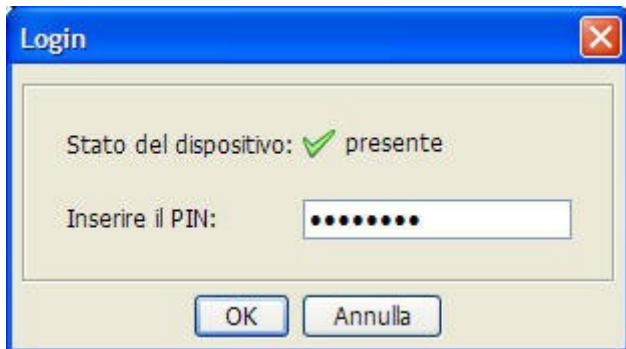 Login
Stato del dispositivo: presente
Inserire il PIN: ••••••••
OK Annulla